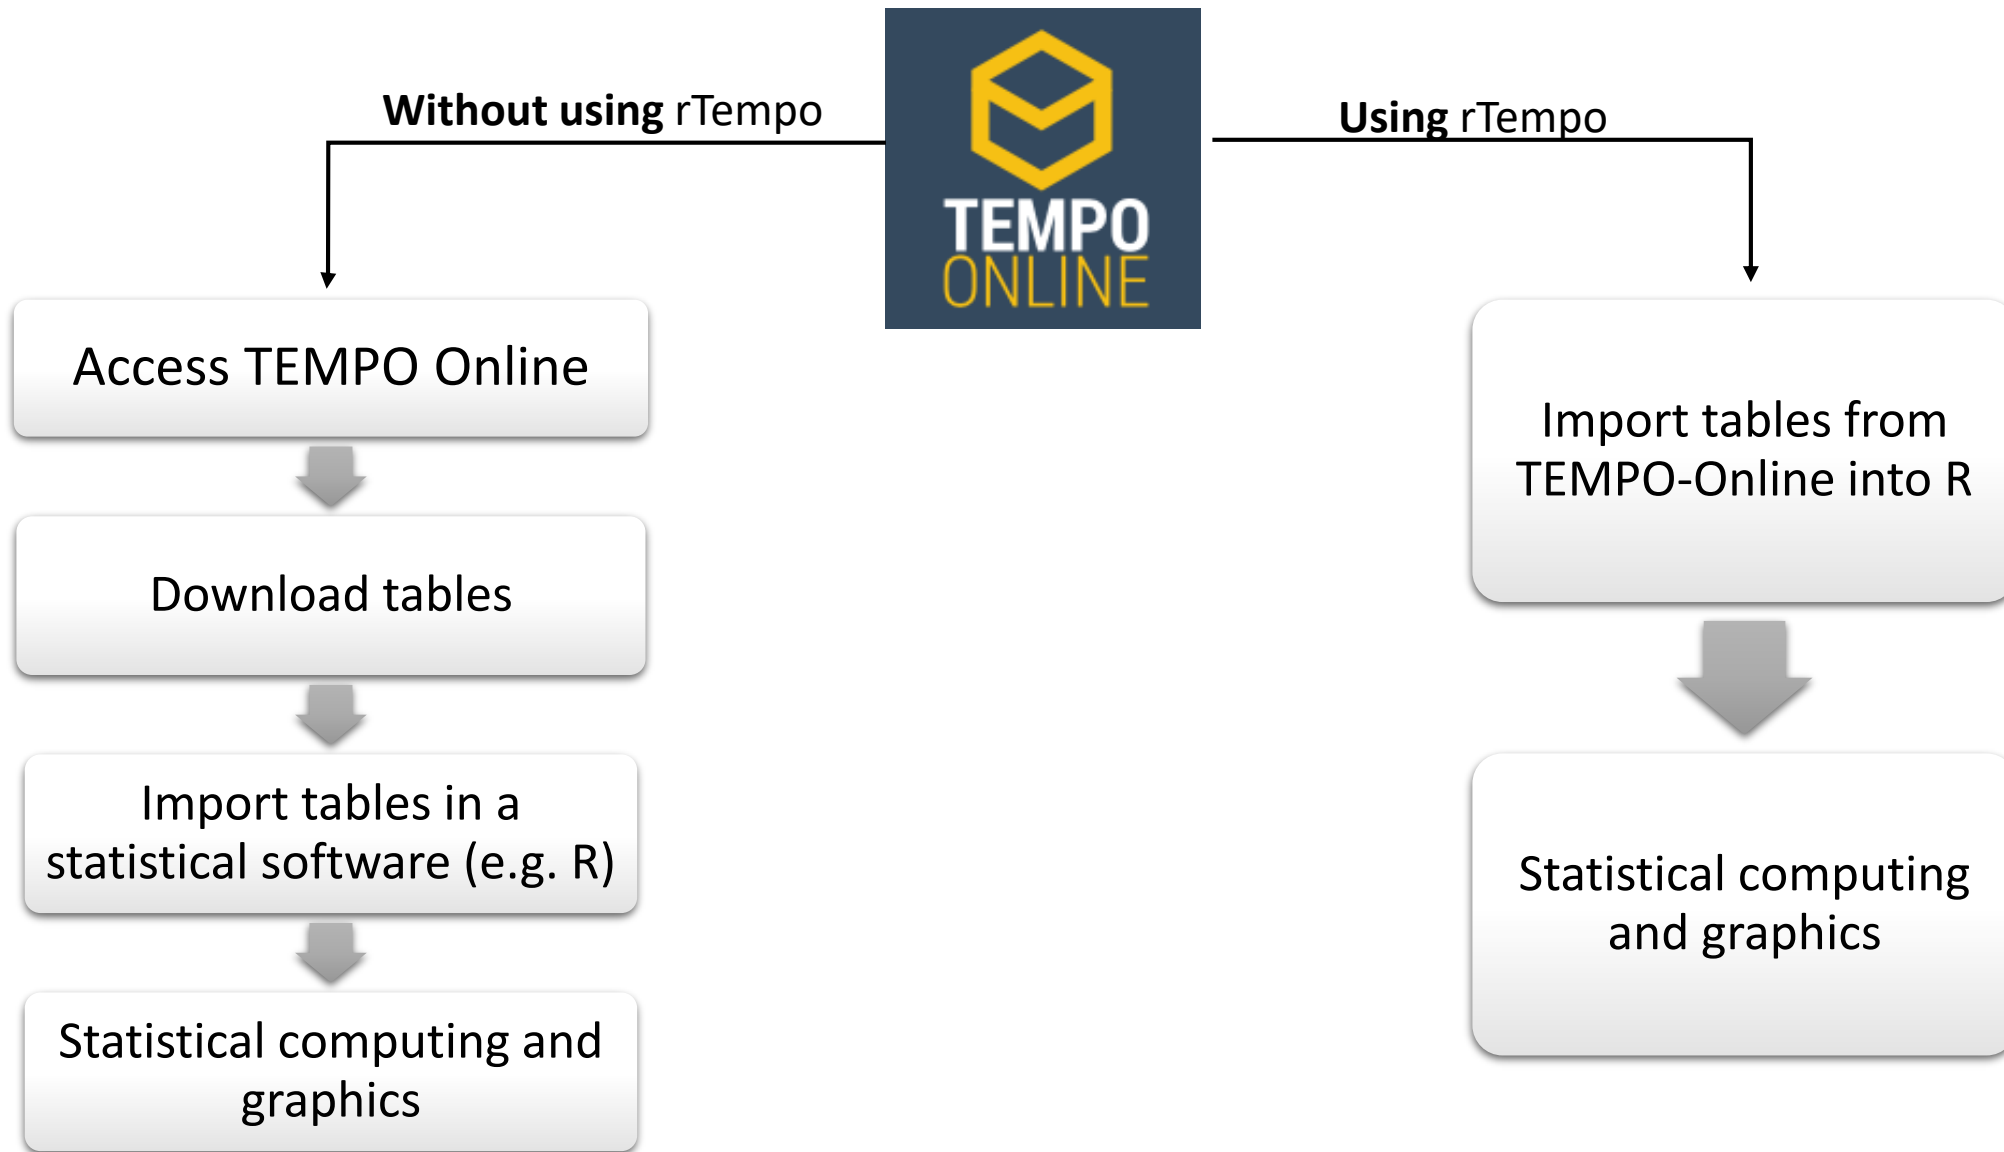 Without using rTempo
TEMPO
ONLINE
Using rTempo
Access TEMPO Online
Download tables
Import tables in a
statistical software (e.g. R)
Statistical computing and
graphics
Import tables from
TEMPO-Online into R
Statistical computing
and graphics